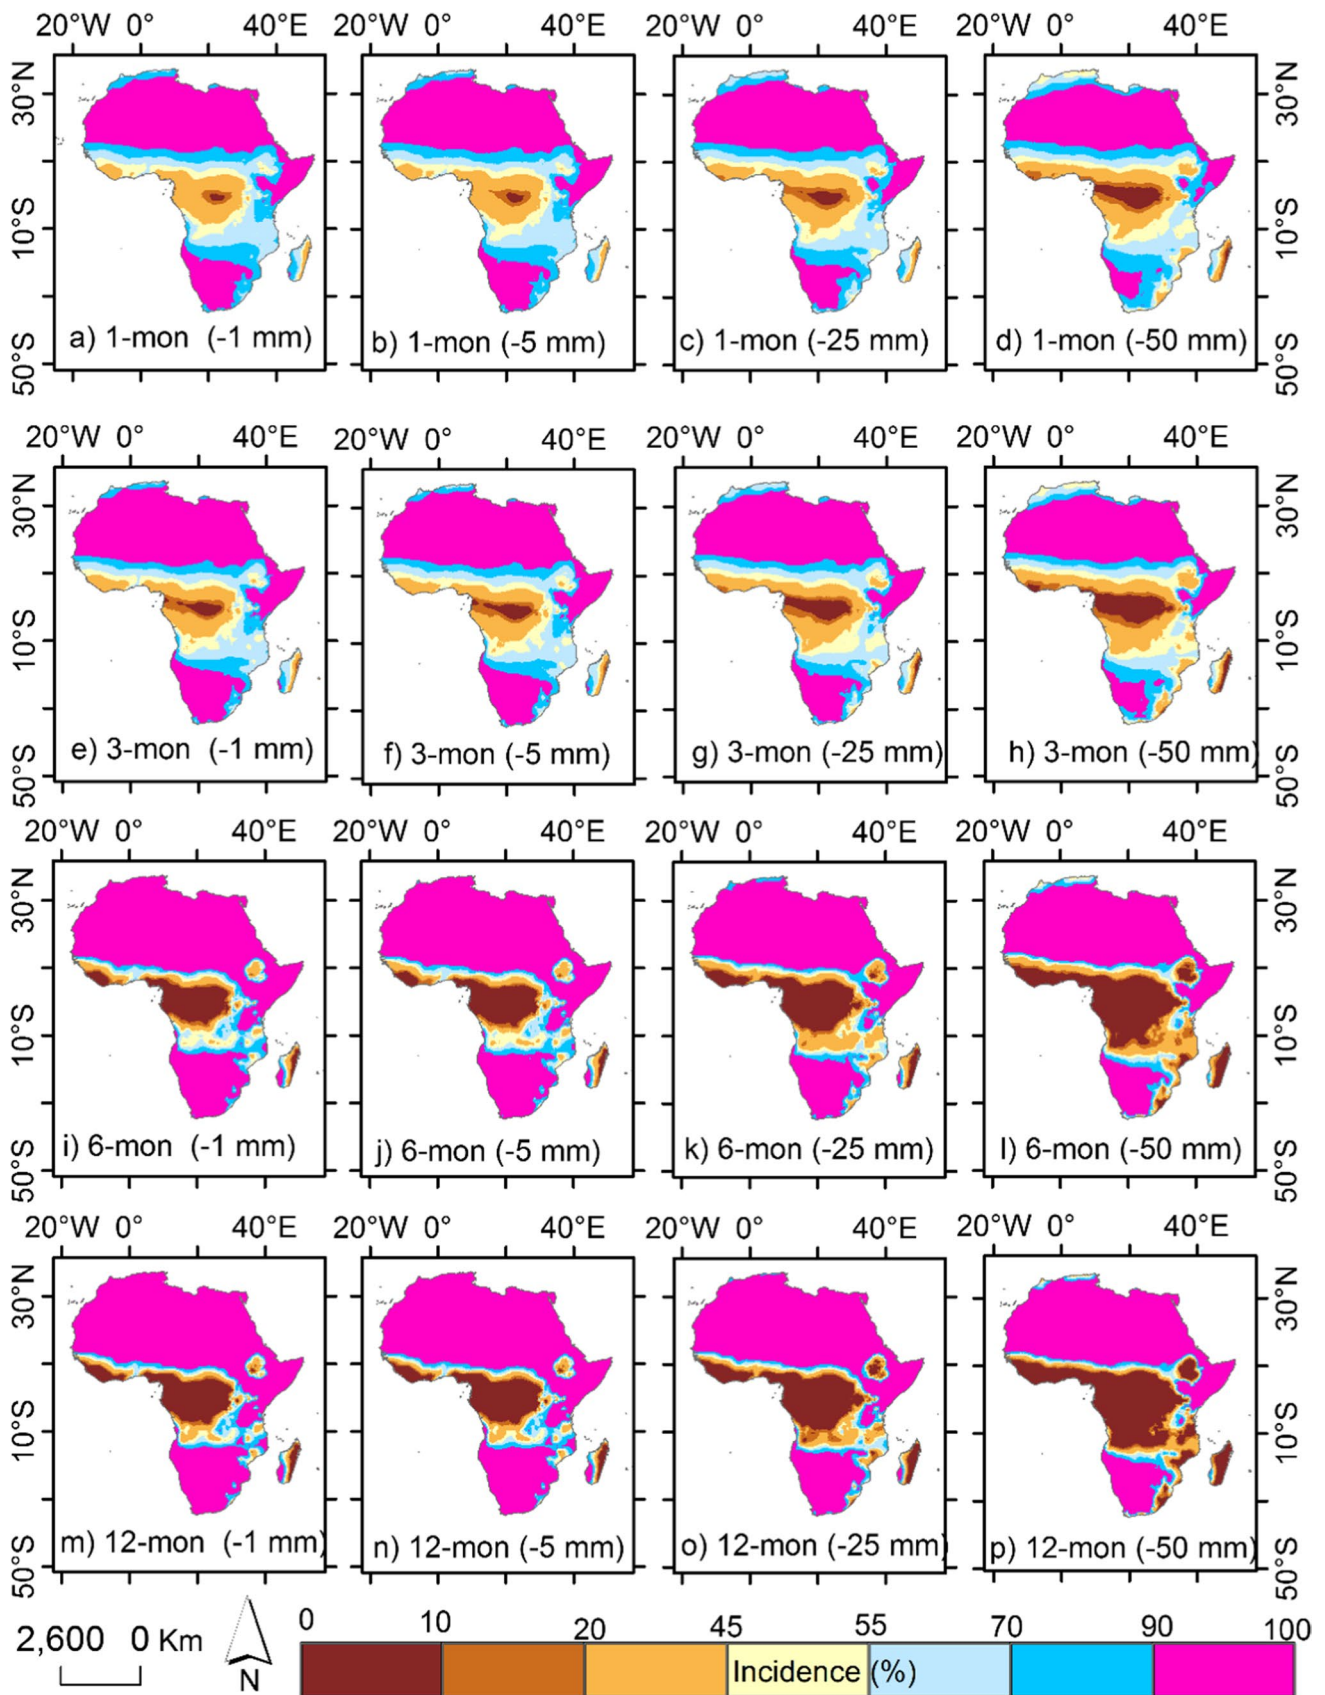 20°W 0° 40°E 20°W 0° 40°E 20°W 0° 40°E 20°W 0° 40°E
30°N 10°S 50°S
a) 1-mon (-1 mm)
b) 1-mon (-5 mm)
c) 1-mon (-25 mm)
d) 1-mon (-50 mm)
30°N 10°S 50°S
20°W 0° 40°E 20°W 0° 40°E 20°W 0° 40°E 20°W 0° 40°E
30°N 10°S 50°S
e) 3-mon (-1 mm)
f) 3-mon (-5 mm)
g) 3-mon (-25 mm)
h) 3-mon (-50 mm)
30°N 10°S 50°S
20°W 0° 40°E 20°W 0° 40°E 20°W 0° 40°E 20°W 0° 40°E
30°N 10°S 50°S
i) 6-mon (-1 mm)
j) 6-mon (-5 mm)
k) 6-mon (-25 mm)
l) 6-mon (-50 mm)
30°N 10°S 50°S
20°W 0° 40°E 20°W 0° 40°E 20°W 0° 40°E 20°W 0° 40°E
30°N 10°S 50°S
m) 12-mon (-1 mm)
n) 12-mon (-5 mm)
o) 12-mon (-25 mm)
p) 12-mon (-50 mm)
30°N 10°S 50°S
2,600 0 Km
N
0 10 20 45 55 70 90 100
Incidence (%)